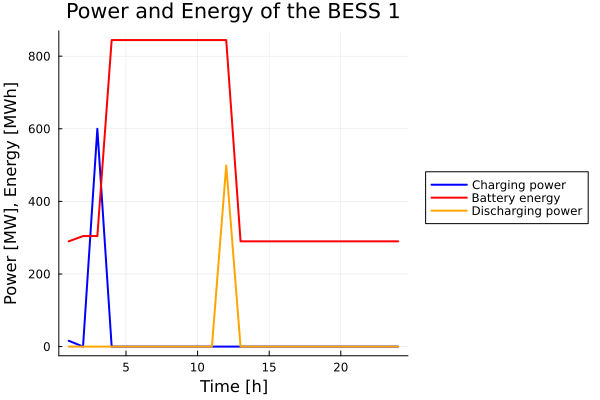 Power and Energy of the BESS 1
Power [MW], Energy [MWh]
800
600
400
200
0
5 10 15 20
Time [h]
Charging power
Battery energy
Discharging power